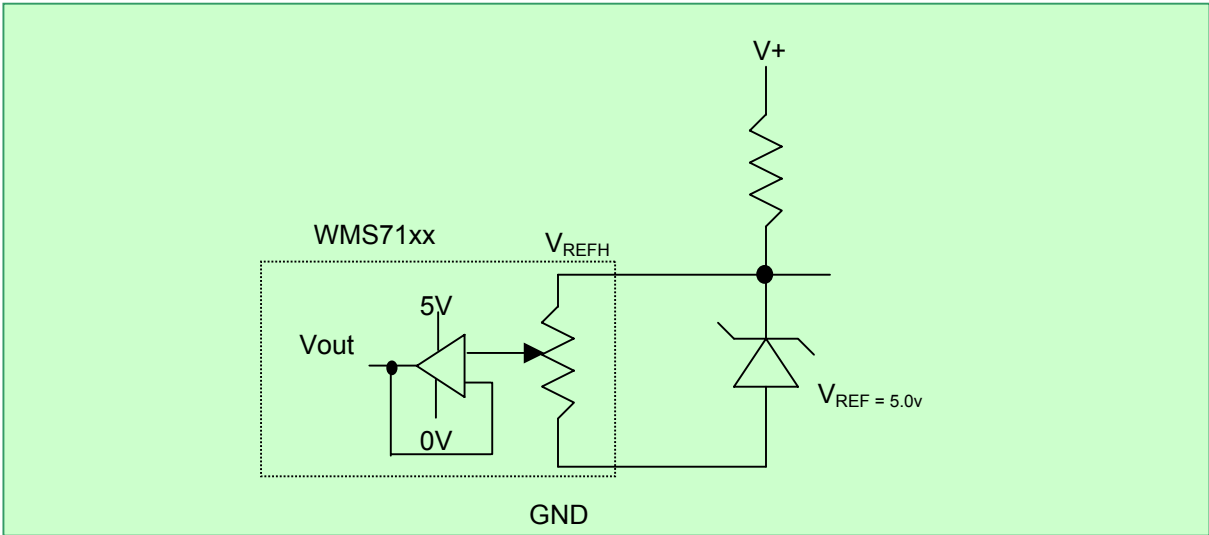 V+
WMS71xx
VREFH
5V
Vout
VREF = 5.0v
0V
GND